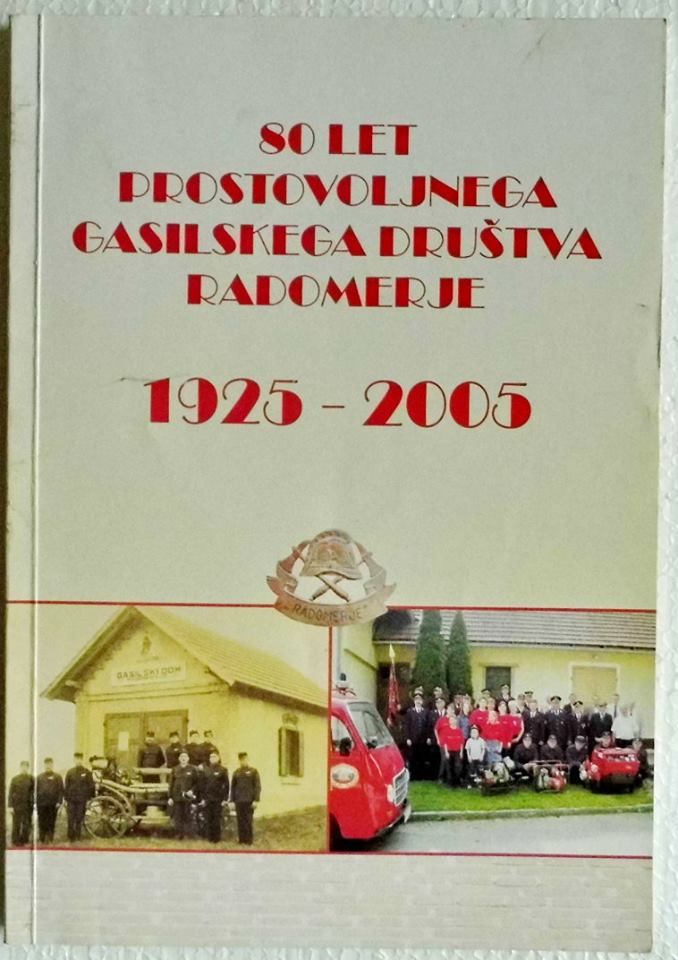 80 LET
PROSTOVOLJNEGA
GASILSKEGA DRUŠTVA
RADOMERJE
1925 - 2005
RADOMERJE
GASILSKI DOM